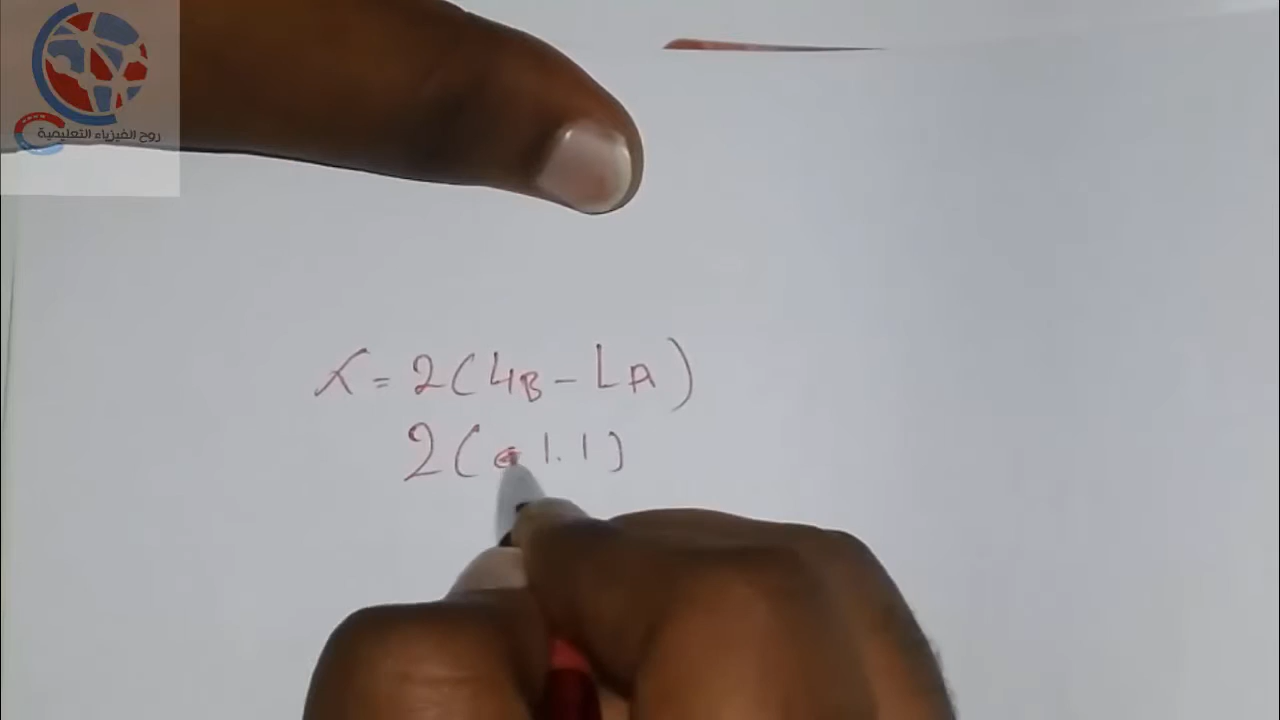 روح الفيزياء التعليمية
λ = 2(LB - LA)
2( 1.1)